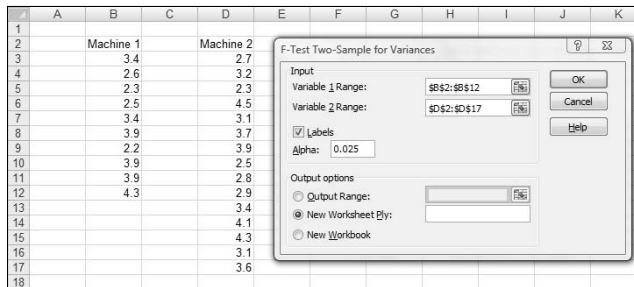 A B C D E F G H I J K
1
2 Machine 1 Machine 2
3 3.4 2.7
4 2.6 3.2
5 2.3 2.3
6 2.5 4.5
7 3.4 3.1
8 3.9 3.7
9 2.2 3.9
10 3.9 2.5
11 3.9 2.8
12 4.3 2.9
13 3.4
14 4.1
15 4.3
16 3.1
17 3.6
18
F-Test Two-Sample for Variances
Input
Variable 1 Range: $B$2:$B$12
Variable 2 Range: $D$2:$D$17
Labels
Alpha: 0.025
Output options
Output Range:
New Worksheet Ply:
New Workbook
OK
Cancel
Help